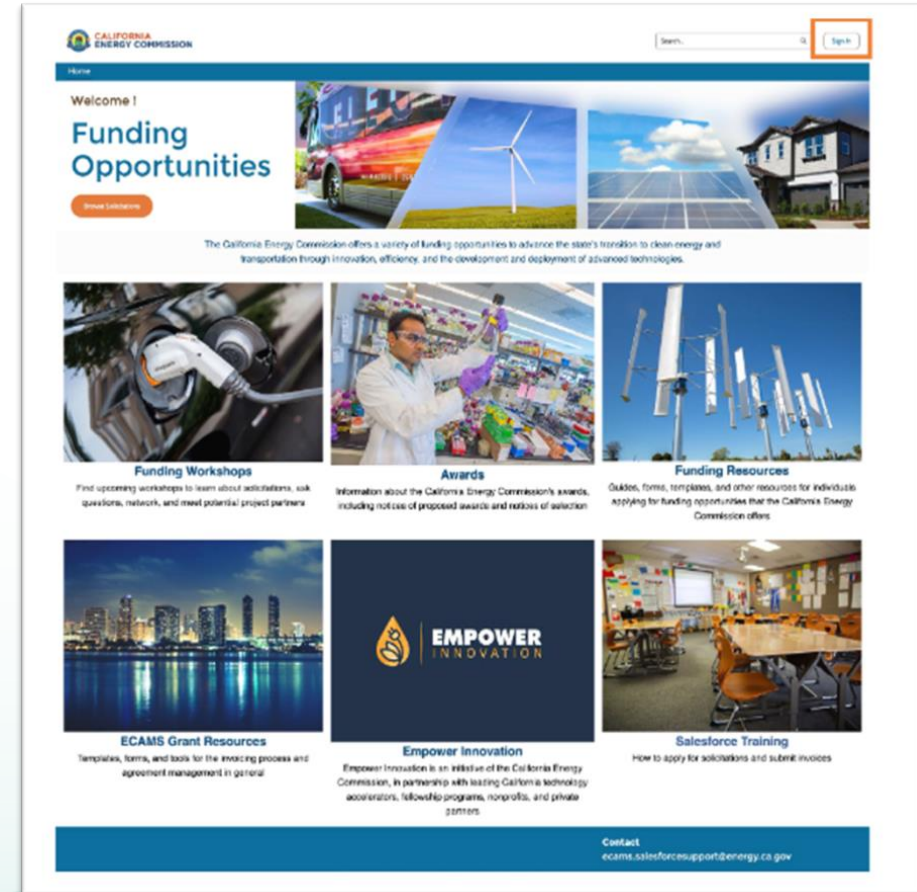 CALIFORNIA
ENERGY COMMISSION
Search...
Sign In
Home
Welcome !
Funding
Opportunities
Browse Solicitations
The California Energy Commission offers a variety of funding opportunities to advance the state's transition to clean energy and
transportation through innovation, efficiency, and the development and deployment of advanced technologies.
Funding Workshops
Find upcoming workshops to learn about solicitations, ask
questions, network, and meet potential project partners
Awards
Information about the California Energy Commission's awards,
including notices of proposed awards and notices of selection
Funding Resources
Guides, forms, templates, and other resources for individuals
applying for funding opportunities that the California Energy
Commission offers
EMPOWER
INNOVATION
ECAMS Grant Resources
Templates, forms, and tools for the invoicing process and
agreement management in general
Empower Innovation
Empower Innovation is an initiative of the California Energy
Commission, in partnership with leading California technology
accelerators, fellowship programs, nonprofits, and private
partners
Salesforce Training
How to apply for solicitations and submit invoices
Contact
ecams.salesforcesupport@energy.ca.gov